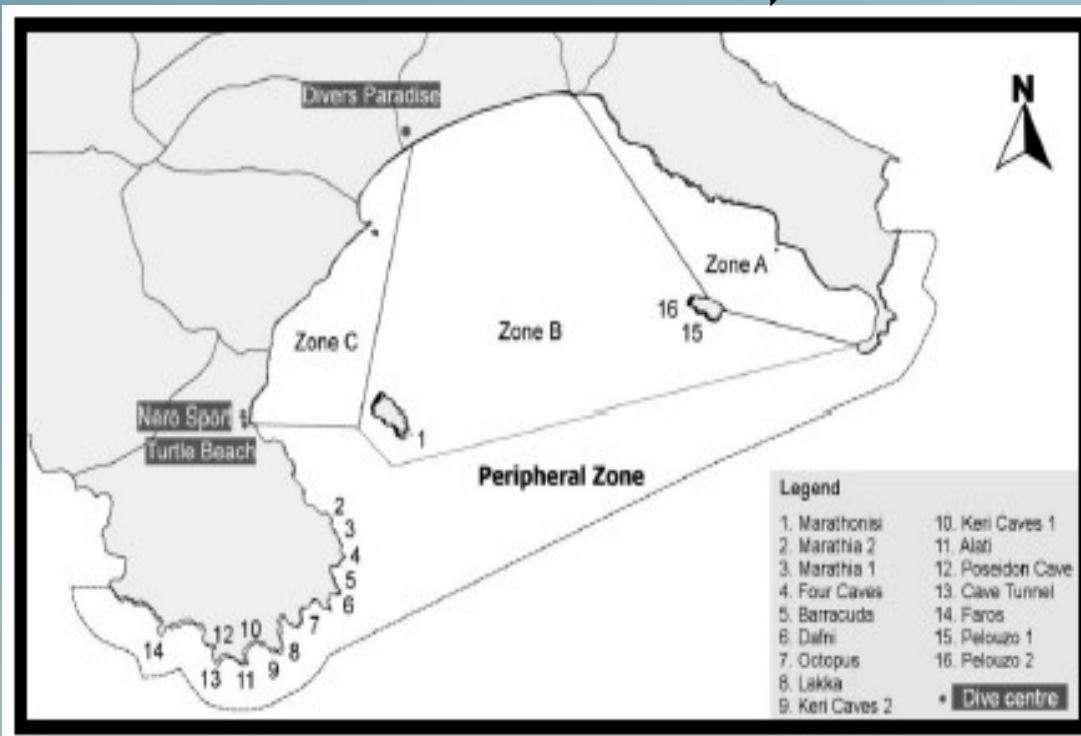 Divers Paradise
N
Zone A
16
15
Zone C
Zone B
Nero Sport
1
Turtle Beach
Peripheral Zone
2
3
4
5
6
7
8
9
10
11
12
13
14
Legend
1. Marathonisi
2. Marathia 2
3. Marathia 1
4. Four Caves
5. Barracuda
6. Dafni
7. Octopus
8. Lakka
9. Keri Caves 2
10. Keri Caves 1
11. Alati
12. Poseidon Cave
13. Cave Tunnel
14. Faros
15. Pelouzo 1
16. Pelouzo 2
Dive centre